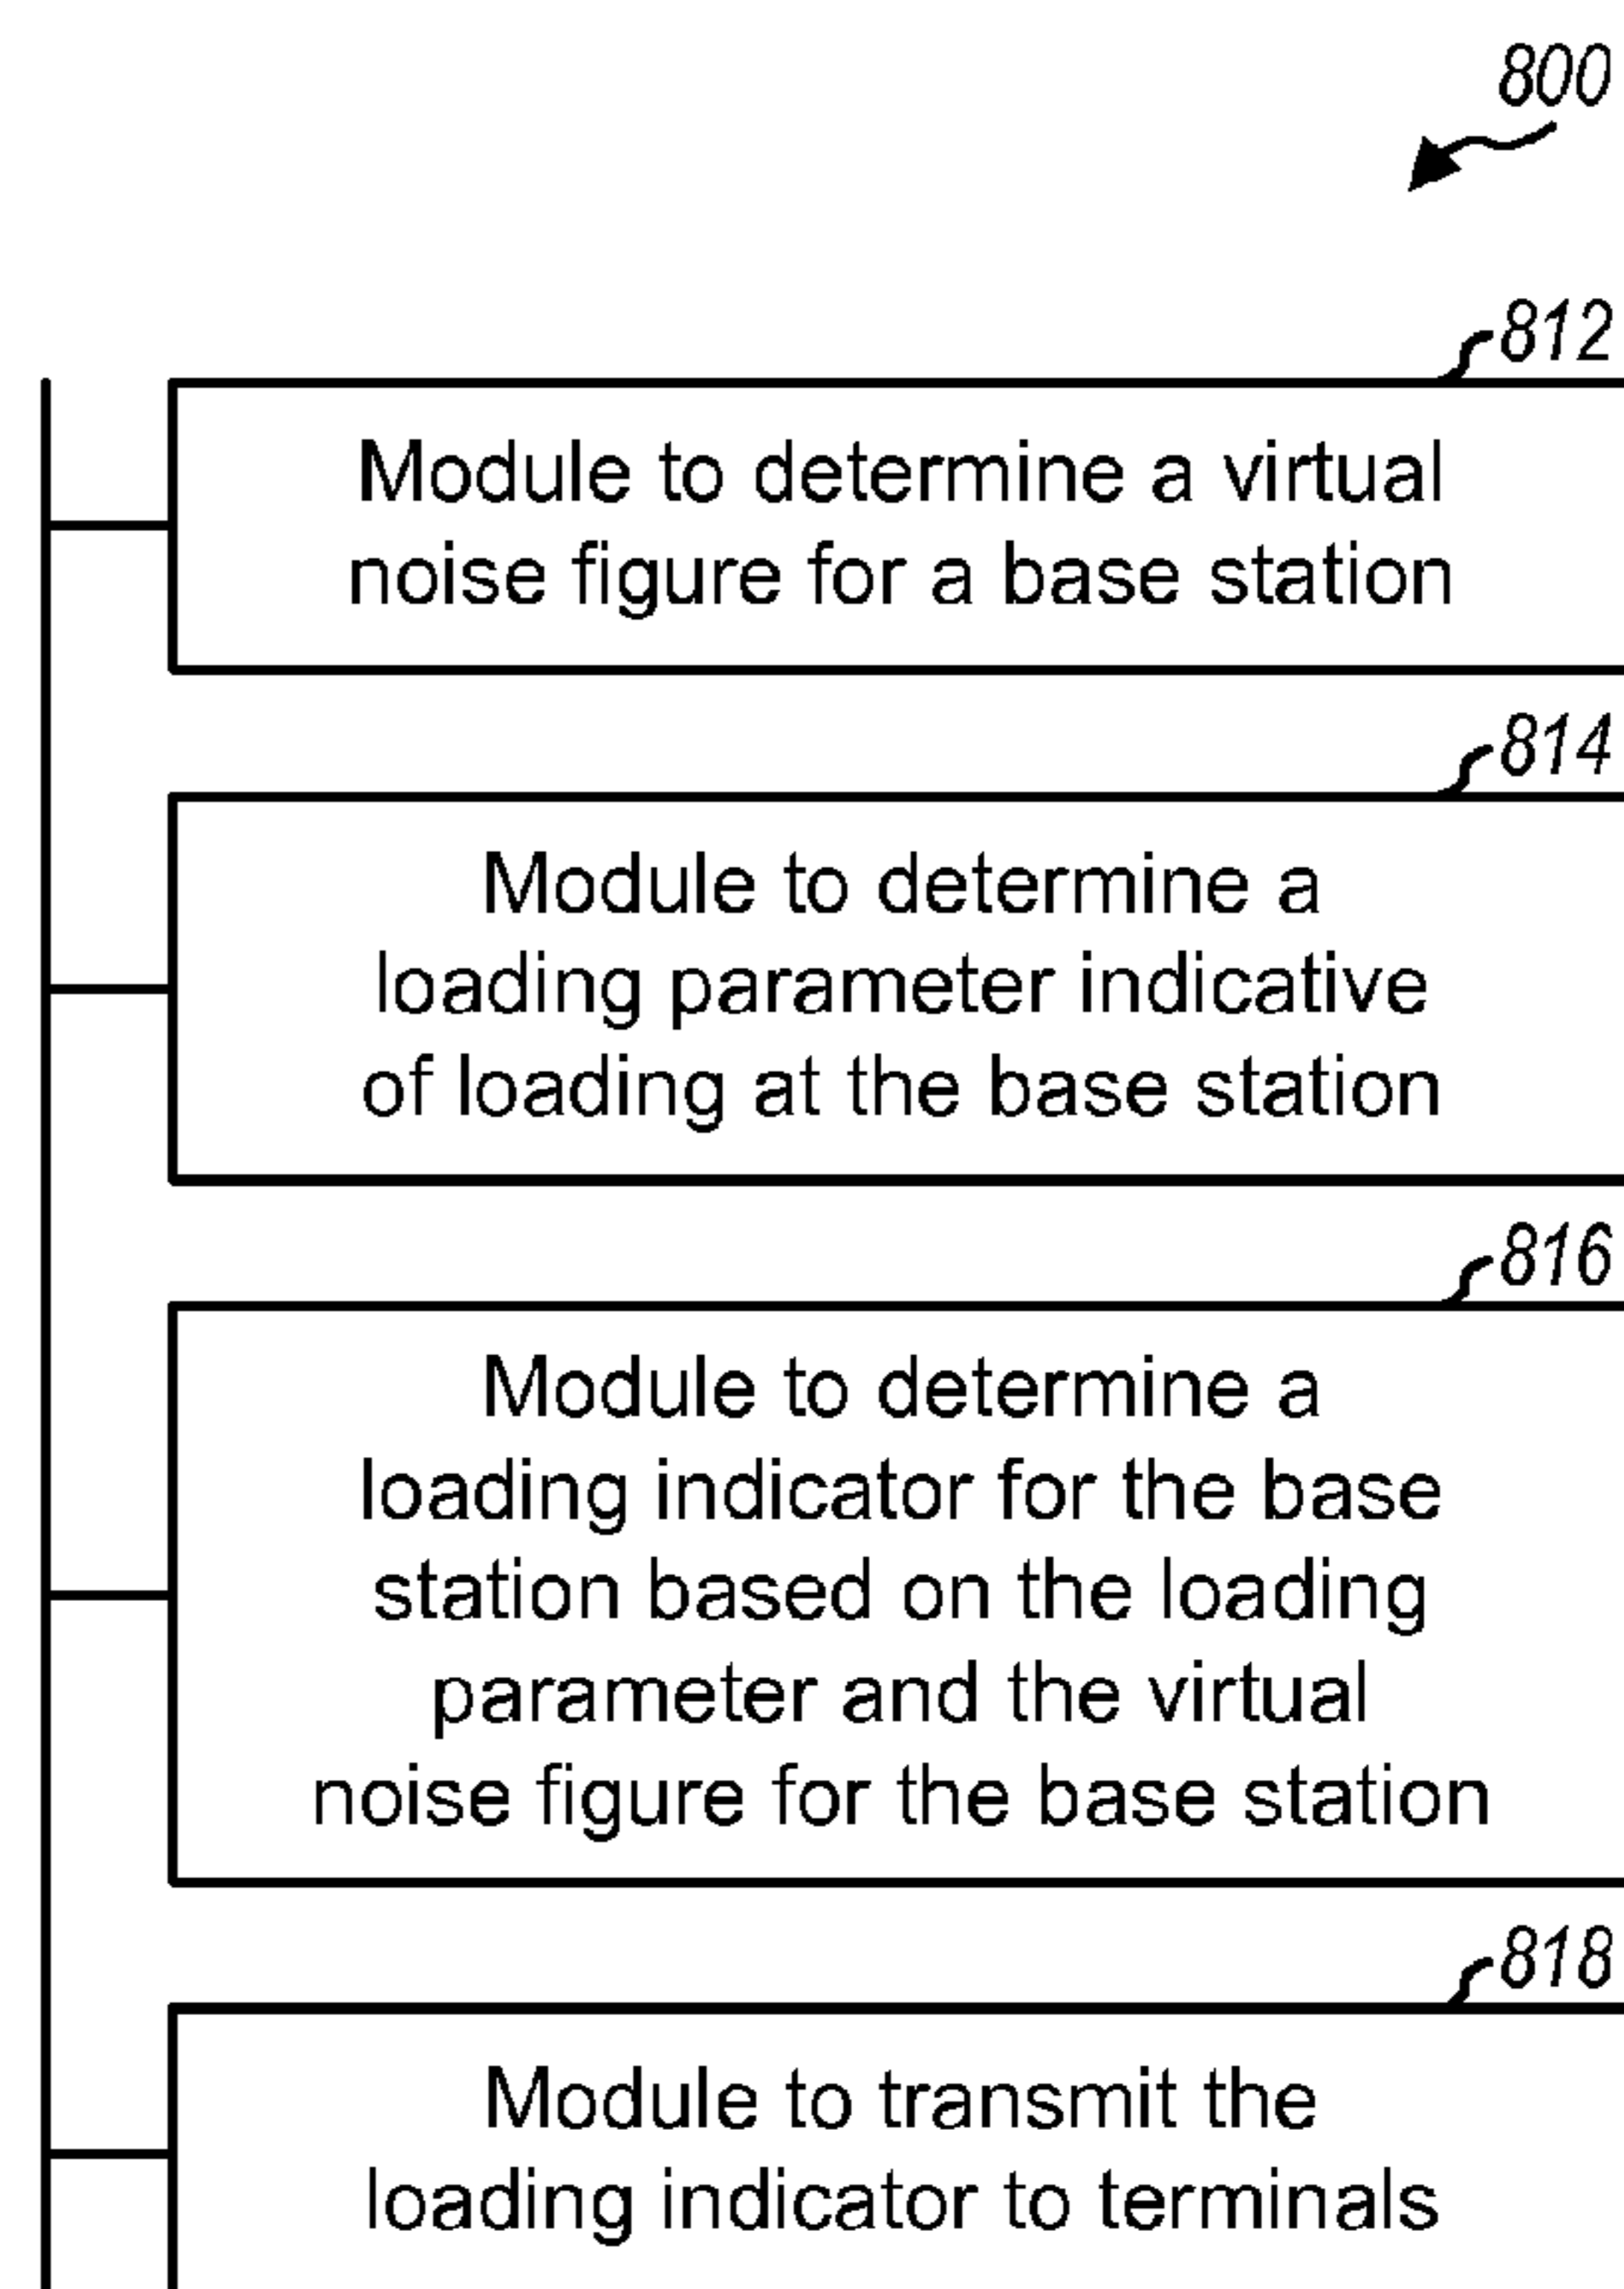 800
812
Module to determine a virtual
noise figure for a base station
814
Module to determine a
loading parameter indicative
of loading at the base station
816
Module to determine a
loading indicator for the base
station based on the loading
parameter and the virtual
noise figure for the base station
818
Module to transmit the
loading indicator to terminals